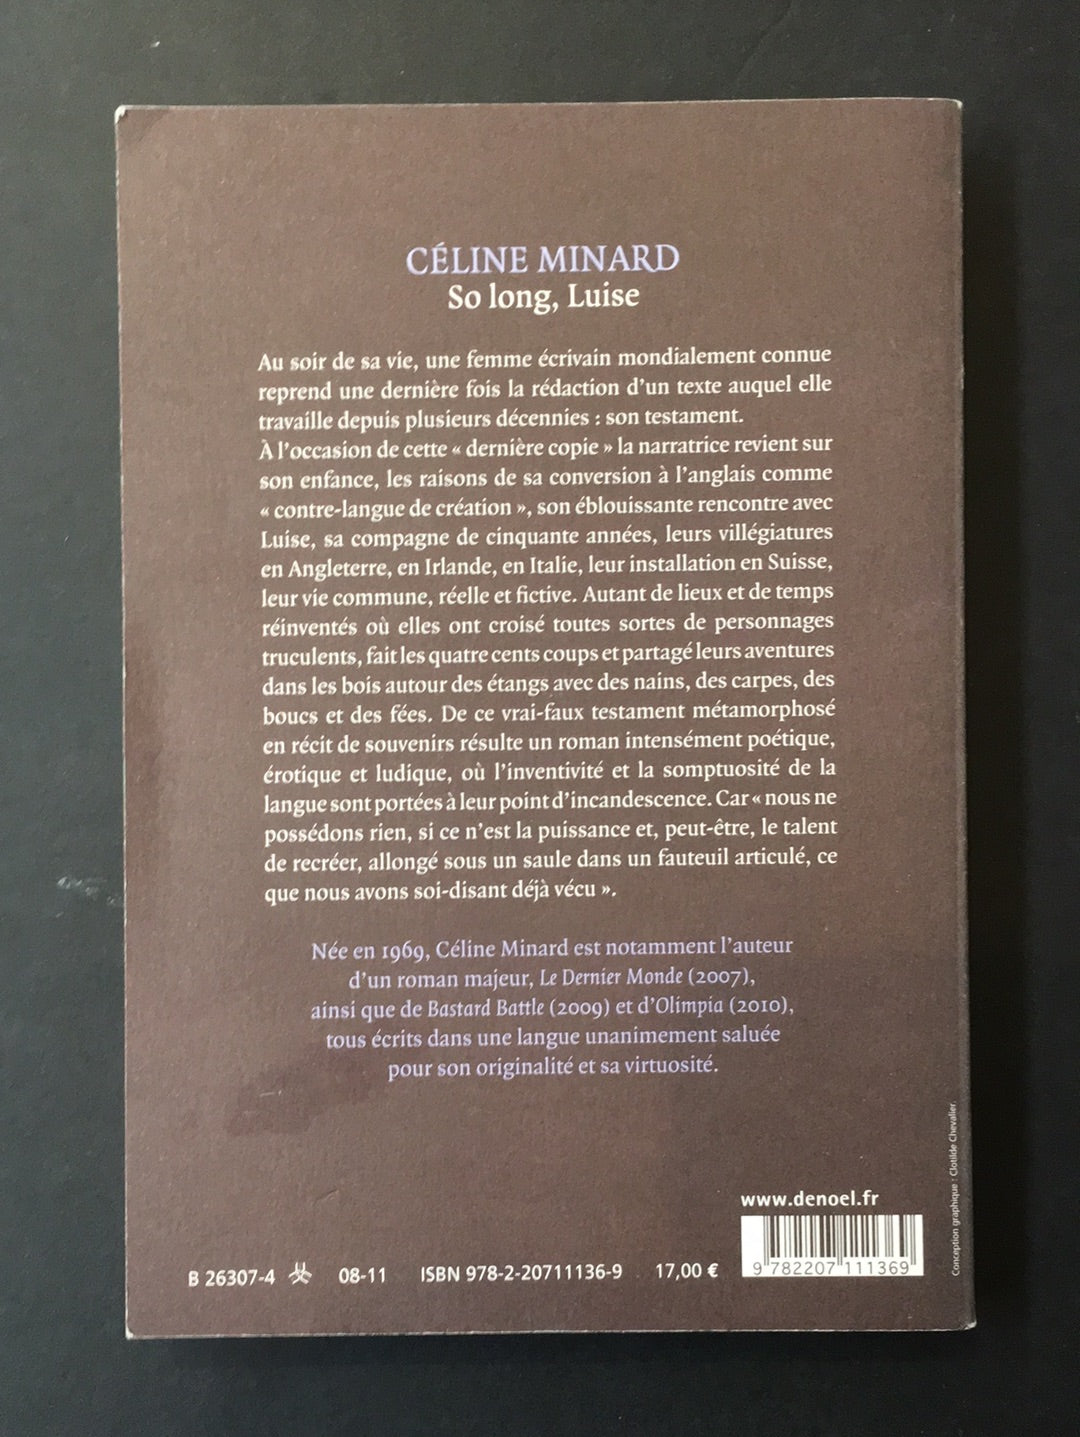 CÉLINE MINARD
So long, Luise
Au soir de sa vie, une femme écrivain mondialement connue
reprend une dernière fois la rédaction d'un texte auquel elle
travaille depuis plusieurs décennies : son testament.
À l'occasion de cette « dernière copie » la narratrice revient sur
son enfance, les raisons de sa conversion à l'anglais comme
« contre-langue de création », son éblouissante rencontre avec
Luise, sa compagne de cinquante années, leurs villégiatures
en Angleterre, en Irlande, en Italie, leur installation en Suisse,
leur vie commune, réelle et fictive. Autant de lieux et de temps
réinventés où elles ont croisé toutes sortes de personnages
truculents, fait les quatre cents coups et partagé leurs aventures
dans les bois autour des étangs avec des nains, des carpes, des
boucs et des fées. De ce vrai-faux testament métamorphosé
en récit de souvenirs résulte un roman intensément poétique,
érotique et ludique, où l'inventivité et la somptuosité de la
langue sont portées à leur point d'incandescence. Car « nous ne
possédons rien, si ce n'est la puissance et, peut-être, le talent
de recréer, allongé sous un saule dans un fauteuil articulé, ce
que nous avons soi-disant déjà vécu ».
Née en 1969, Céline Minard est notamment l'auteur
d'un roman majeur, Le Dernier Monde (2007),
ainsi que de Bastard Battle (2009) et d'Olimpia (2010),
tous écrits dans une langue unanimement saluée
pour son originalité et sa virtuosité.
Conception graphique : Clotilde Chevalier.
www.denoel.fr
B 26307-4 08-11 ISBN 978-2-20711136-9 17,00 €
9 782207 111369